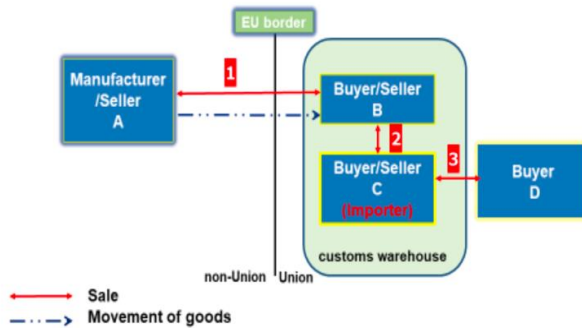 EU border
Manufacturer
/Seller
A
1
Buyer/Seller
B
2
Buyer/Seller
C
(Importer)
3
Buyer
D
customs warehouse
non-Union
Union
Sale
Movement of goods